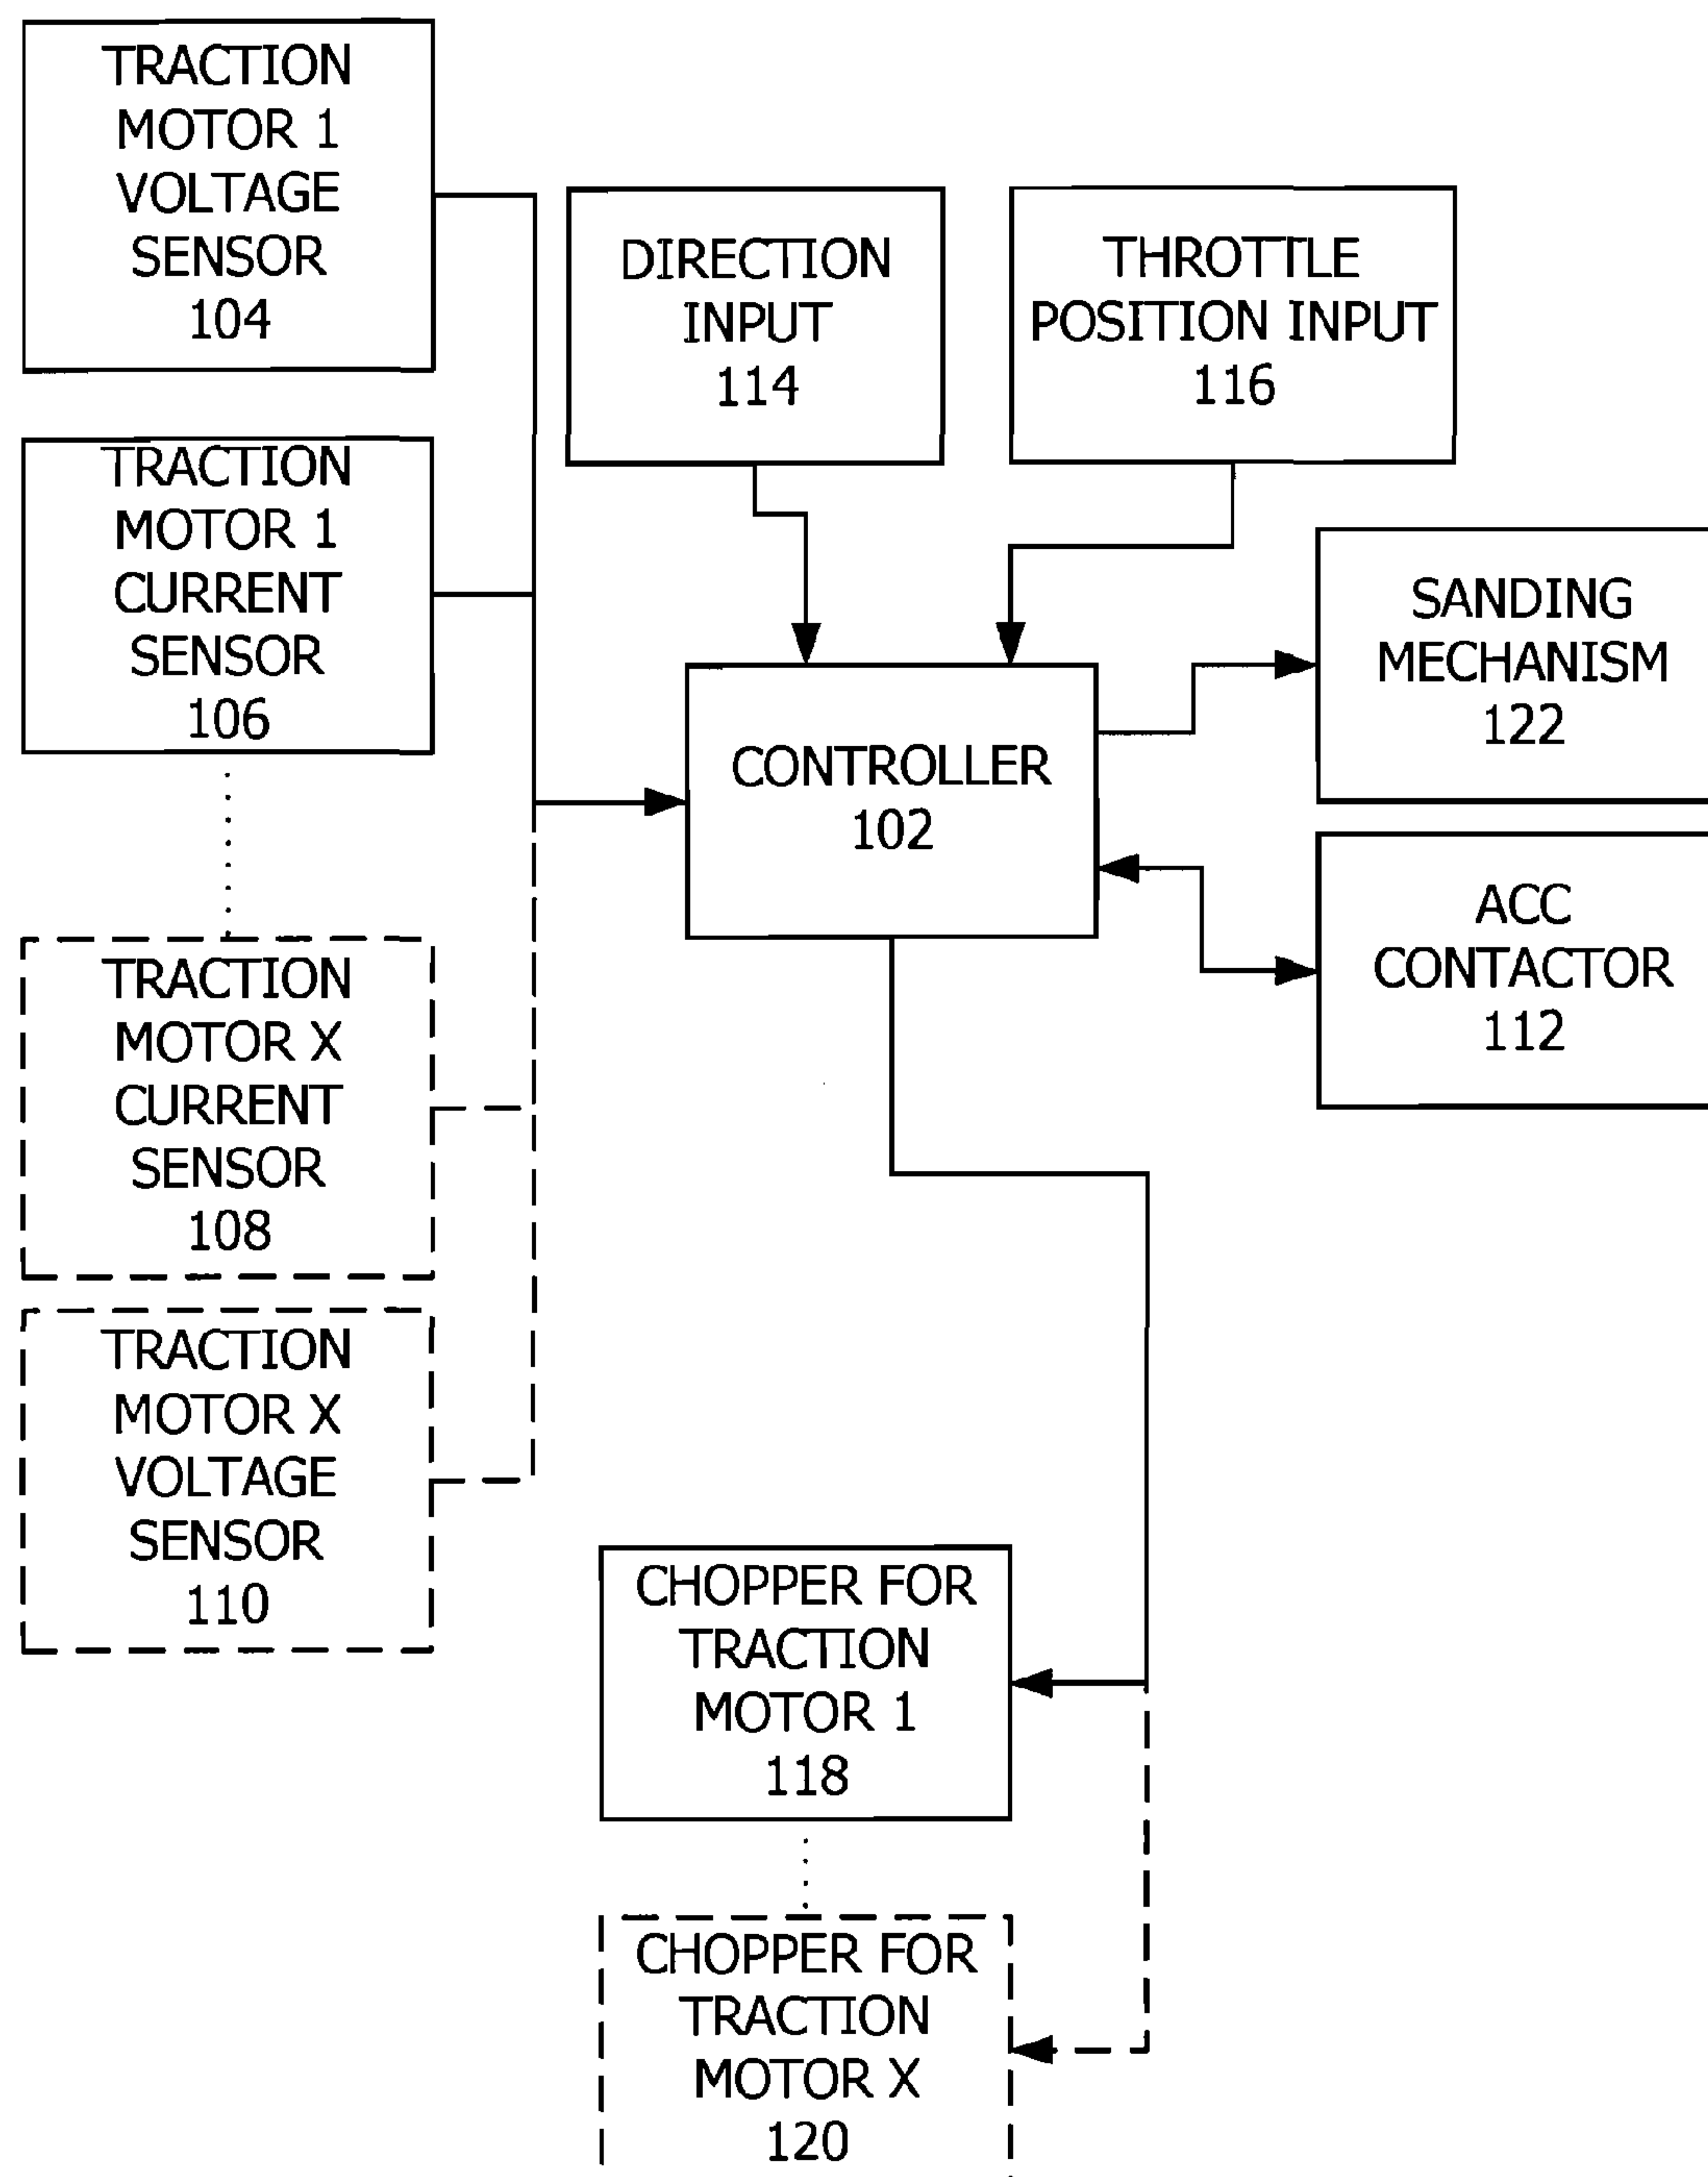 TRACTION
MOTOR 1
VOLTAGE
SENSOR
104
DIRECTION
INPUT
114
THROTTLE
POSITION INPUT
116
TRACTION
MOTOR 1
CURRENT
SENSOR
106
SANDING
MECHANISM
122
CONTROLLER
102
ACC
CONTACTOR
112
TRACTION
MOTOR X
CURRENT
SENSOR
108
TRACTION
MOTOR X
VOLTAGE
SENSOR
110
CHOPPER FOR
TRACTION
MOTOR 1
118
CHOPPER FOR
TRACTION
MOTOR X
120